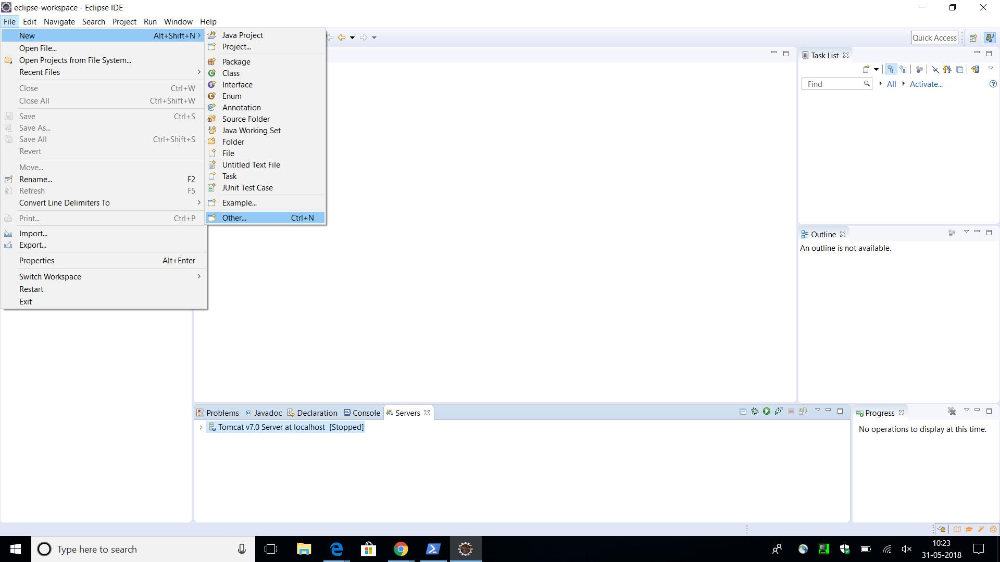 eclipse-workspace - Eclipse IDE
File Edit Navigate Search Project Run Window Help
New Alt+Shift+N
Open File...
Open Projects from File System...
Recent Files
Close Ctrl+W
Close All Ctrl+Shift+W
Save Ctrl+S
Save As...
Save All Ctrl+Shift+S
Revert
Move...
Rename... F2
Refresh F5
Convert Line Delimiters To
Print... Ctrl+P
Import...
Export...
Properties Alt+Enter
Switch Workspace
Restart
Exit
Java Project
Project...
Package
Class
Interface
Enum
Annotation
Source Folder
Java Working Set
Folder
File
Untitled Text File
Task
JUnit Test Case
Example...
Other... Ctrl+N
Quick Access
Task List
Find All Activate...
Outline
An outline is not available.
Problems Javadoc Declaration Console Servers
Tomcat v7.0 Server at localhost [Stopped]
Progress
No operations to display at this time.
Type here to search
10:23
31-05-2018